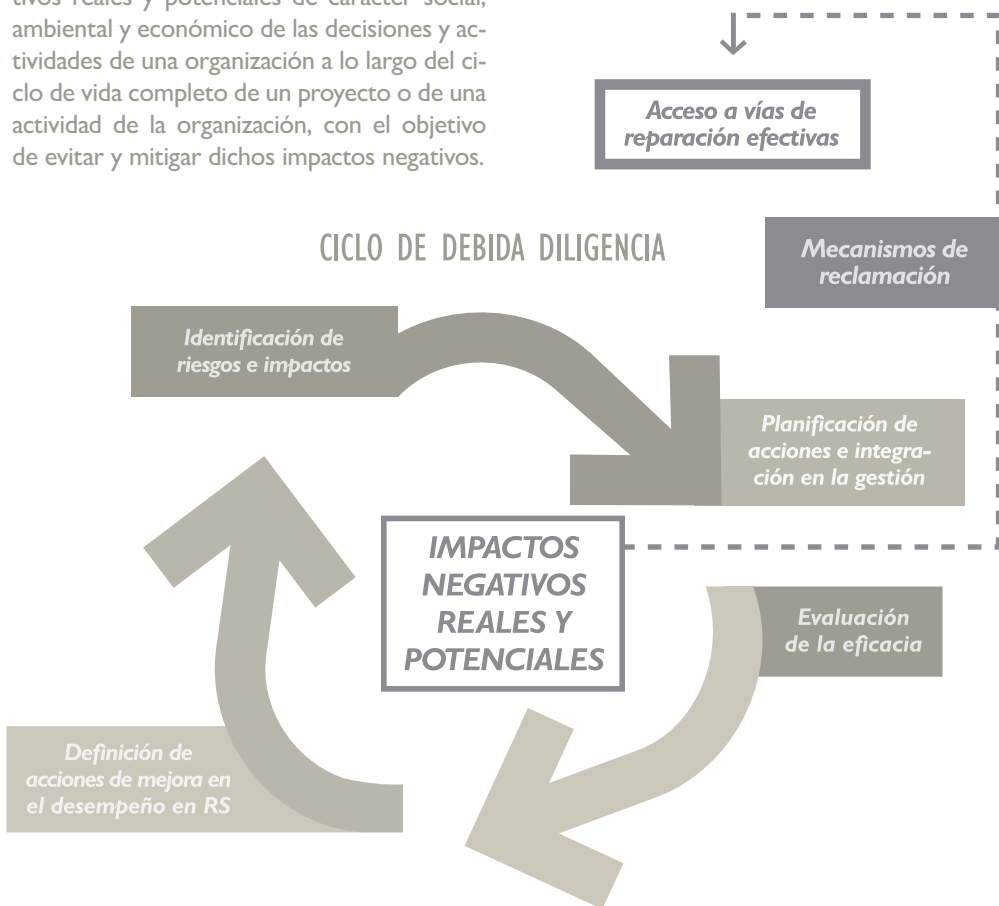 tivos reales y potenciales de carácter social,
ambiental y económico de las decisiones y ac-
tividades de una organización a lo largo del ci-
clo de vida completo de un proyecto o de una
actividad de la organización, con el objetivo
de evitar y mitigar dichos impactos negativos.
Acceso a vías de
reparación efectivas
CICLO DE DEBIDA DILIGENCIA
Mecanismos de
reclamación
Identificación de
riesgos e impactos
Planificación de
acciones e integra-
ción en la gestión
IMPACTOS
NEGATIVOS
REALES Y
POTENCIALES
Evaluación
de la eficacia
Definición de
acciones de mejora en
el desempeño en RS